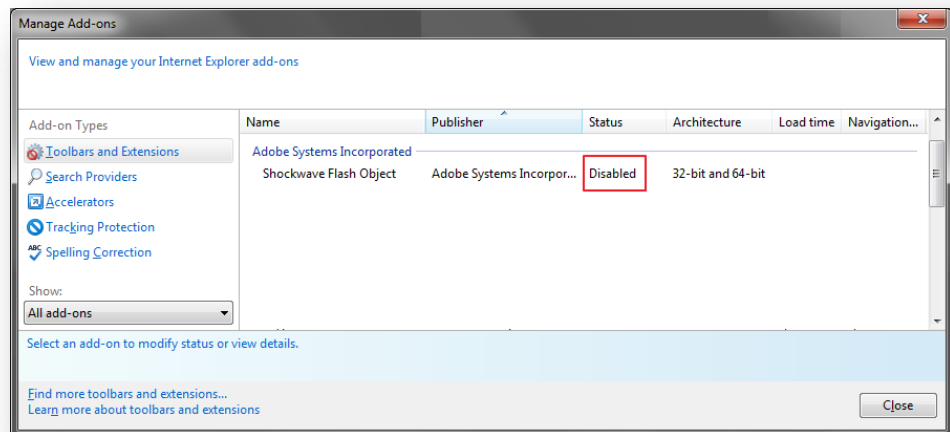 Manage Add-ons
View and manage your Internet Explorer add-ons
Add-on Types
Toolbars and Extensions
Search Providers
Accelerators
Tracking Protection
ABC Spelling Correction
Show:
All add-ons
Name Publisher Status Architecture Load time Navigation...
Adobe Systems Incorporated
Shockwave Flash Object Adobe Systems Incorpor... Disabled 32-bit and 64-bit
Select an add-on to modify status or view details.
Find more toolbars and extensions...
Learn more about toolbars and extensions
Close